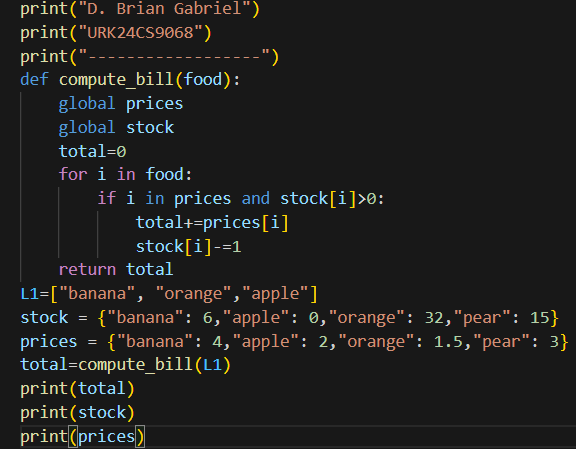 print("D. Brian Gabriel")
print("URK24CS9068")
print("------------------")
def compute_bill(food):
    global prices
    global stock
    total=0
    for i in food:
        if i in prices and stock[i]>0:
            total+=prices[i]
            stock[i]-=1
    return total
L1=["banana", "orange","apple"]
stock = {"banana": 6,"apple": 0,"orange": 32,"pear": 15}
prices = {"banana": 4,"apple": 2,"orange": 1.5,"pear": 3}
total=compute_bill(L1)
print(total)
print(stock)
print(prices)